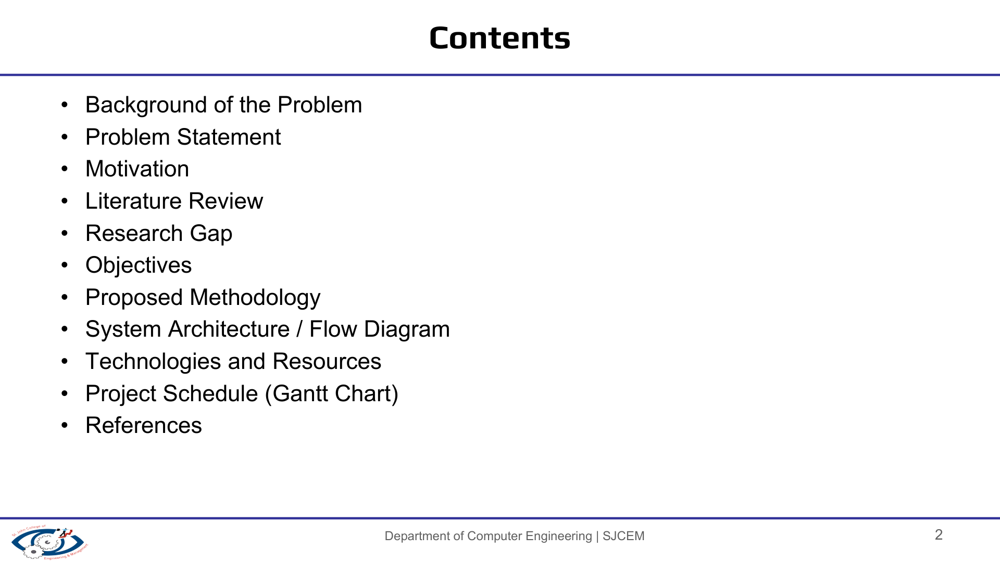 Contents
• Background of the Problem
• Problem Statement
• Motivation
• Literature Review
• Research Gap
• Objectives
• Proposed Methodology
• System Architecture / Flow Diagram
• Technologies and Resources
• Project Schedule (Gantt Chart)
• References
St. John College of
Engineering & Management
Department of Computer Engineering | SJCEM
2